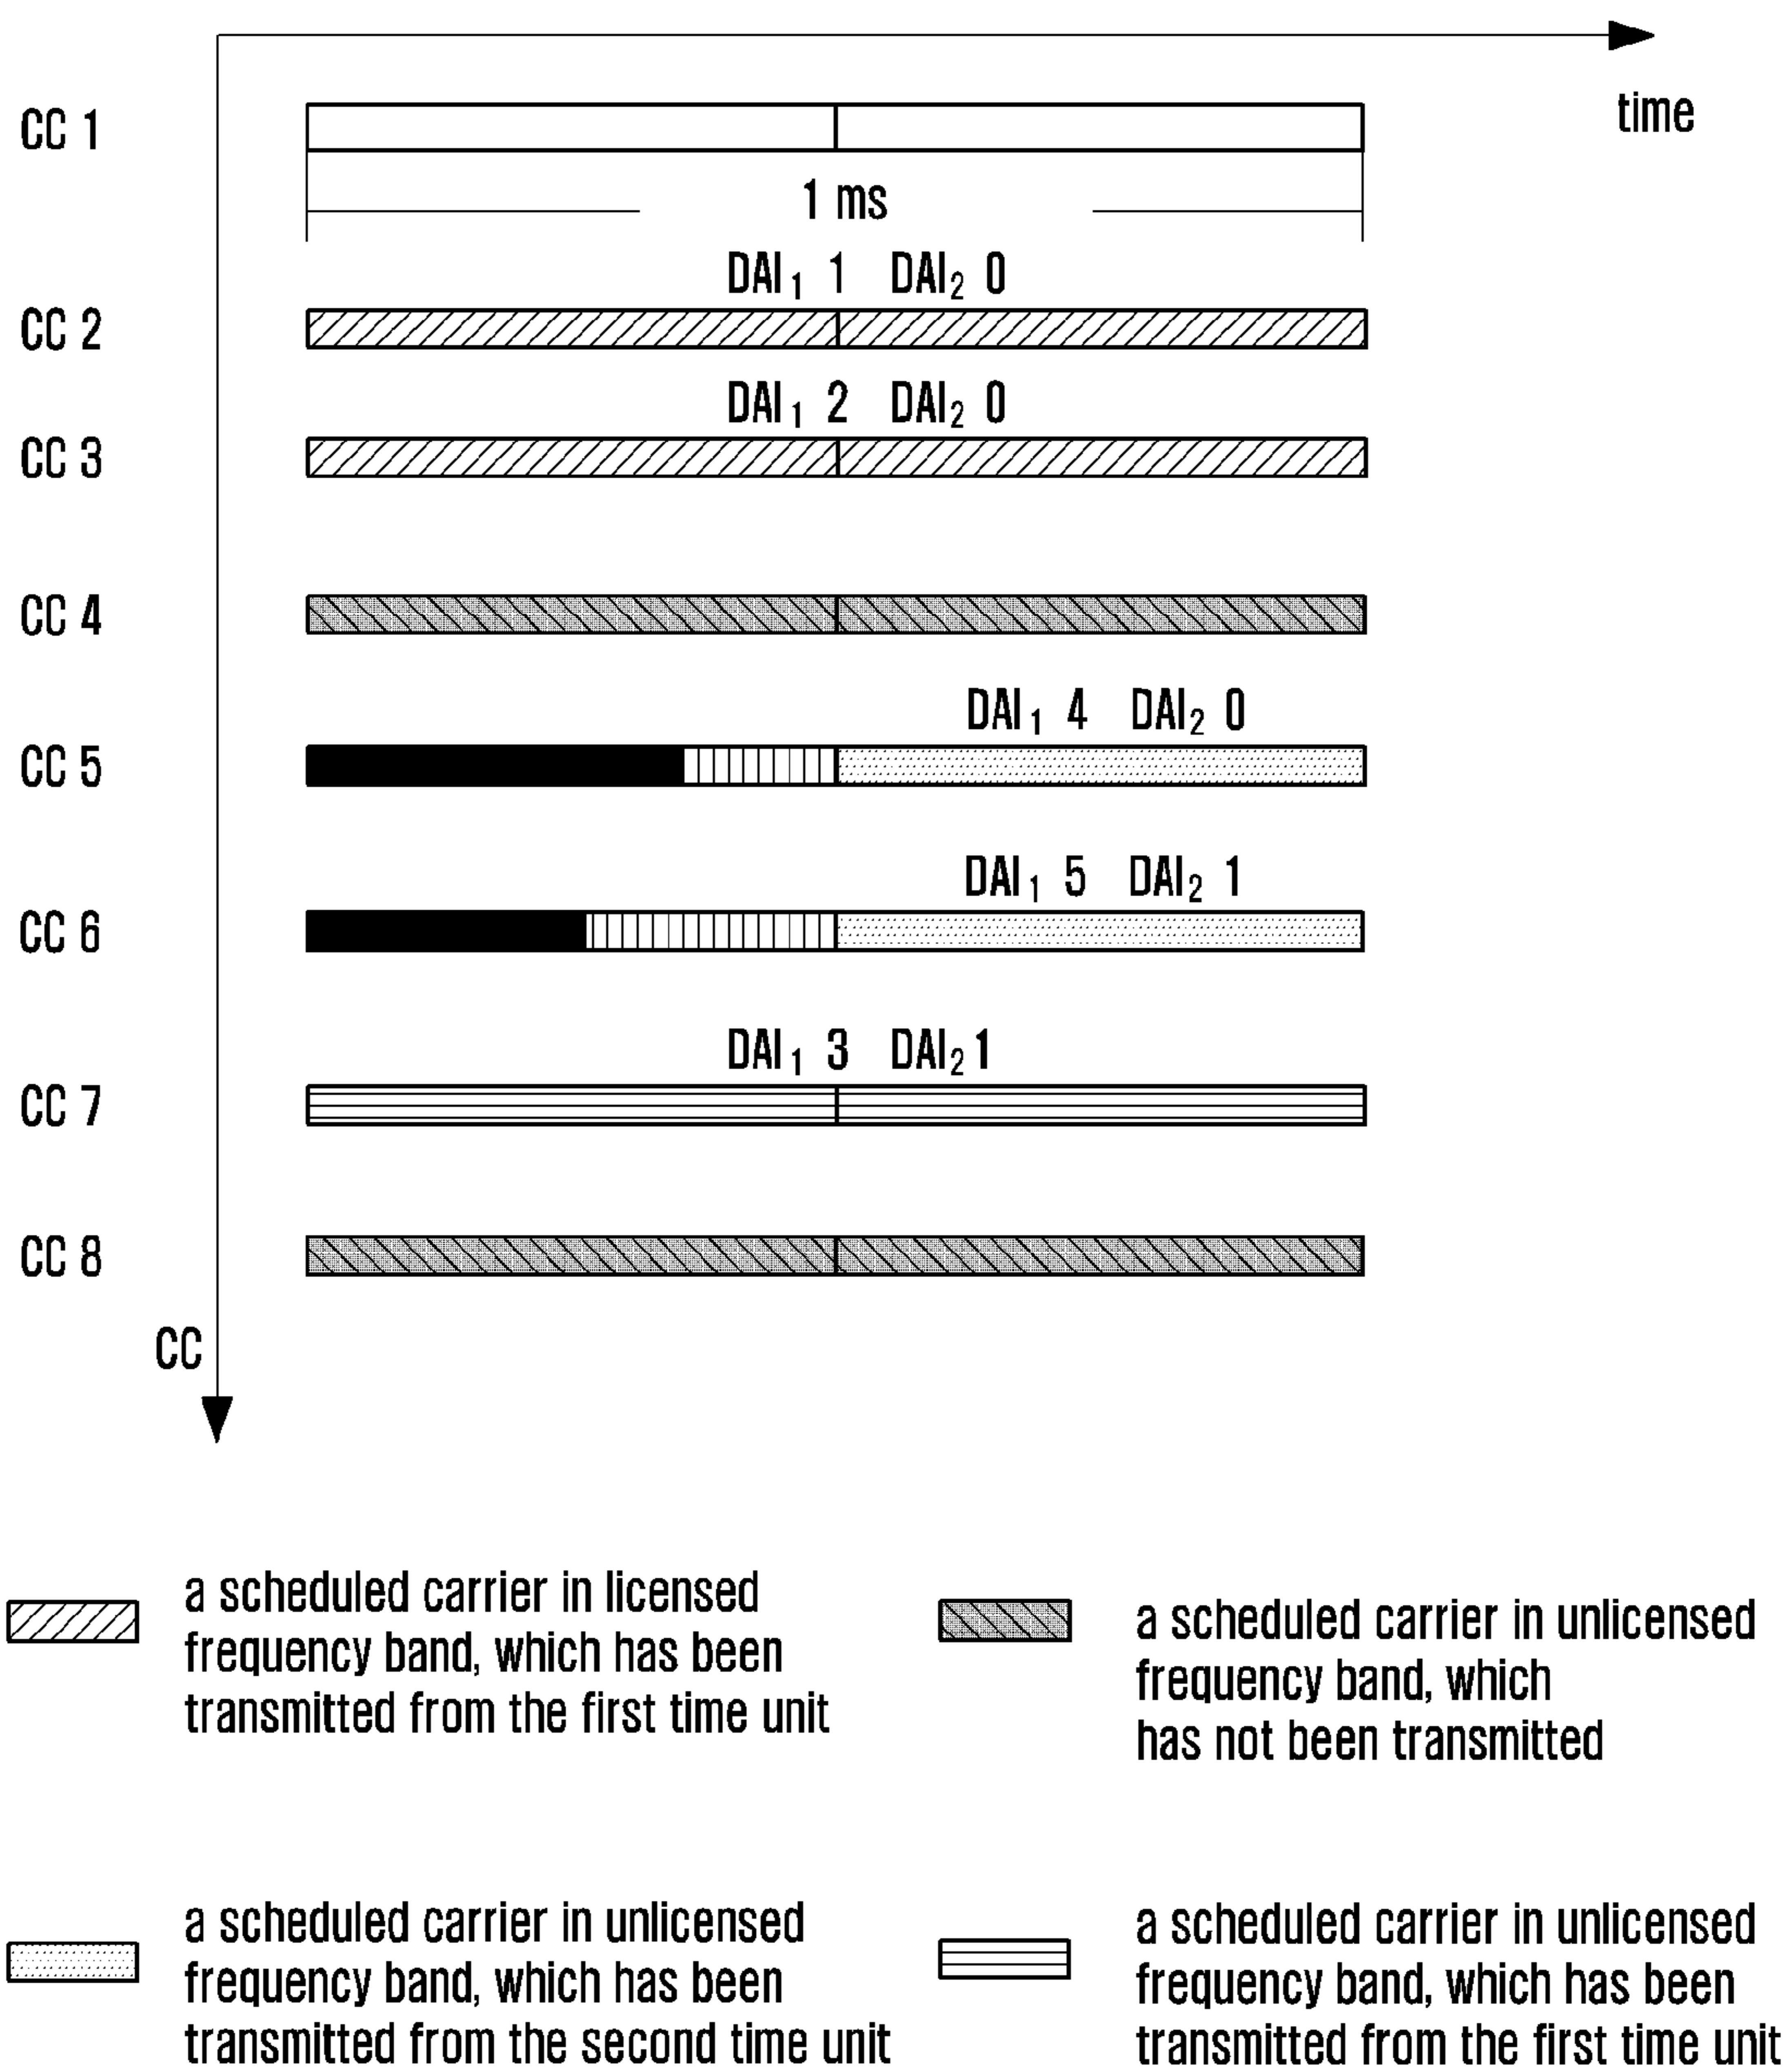 time
CC 1
1 ms
DAI₁ 1 DAI₂ 0
CC 2
DAI₁ 2 DAI₂ 0
CC 3
CC 4
DAI₁ 4 DAI₂ 0
CC 5
DAI₁ 5 DAI₂ 1
CC 6
DAI₁ 3 DAI₂ 1
CC 7
CC 8
CC
a scheduled carrier in licensed
frequency band, which has been
transmitted from the first time unit
a scheduled carrier in unlicensed
frequency band, which
has not been transmitted
a scheduled carrier in unlicensed
frequency band, which has been
transmitted from the second time unit
a scheduled carrier in unlicensed
frequency band, which has been
transmitted from the first time unit